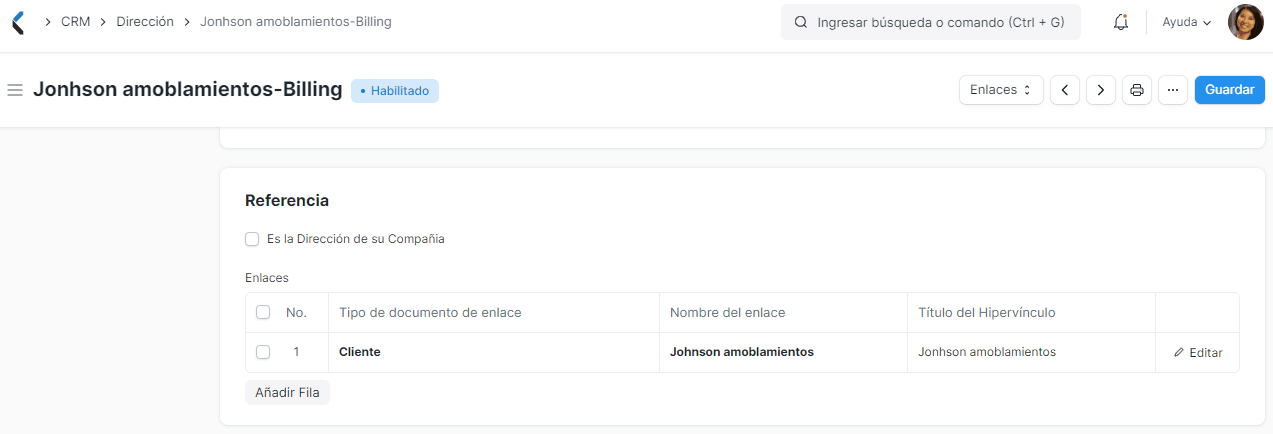 CRM Dirección Jonhson amoblamientos-Billing Ingresar búsqueda o comando (Ctrl + G) Ayuda
Jonhson amoblamientos-Billing Habilitado Enlaces Guardar
Referencia
Es la Dirección de su Compañia
Enlaces
No. Tipo de documento de enlace Nombre del enlace Título del Hipervínculo
1 Cliente Johnson amoblamientos Jonhson amoblamientos Editar
Añadir Fila